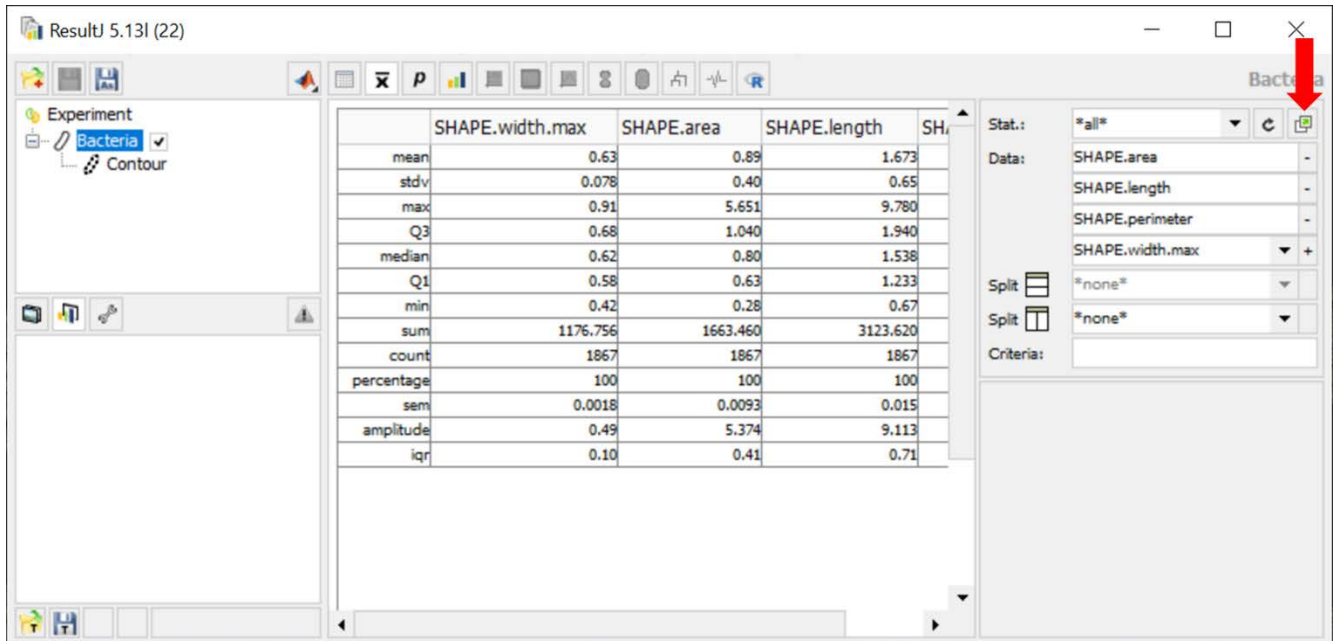 ResultJ 5.13l (22)
As
x p R Bacte a
Experiment
Bacteria
Contour
SHAPE.width.max SHAPE.area SHAPE.length
mean 0.63 0.89 1.673
stdv 0.078 0.40 0.65
max 0.91 5.651 9.780
Q3 0.68 1.040 1.940
median 0.62 0.80 1.538
Q1 0.58 0.63 1.233
min 0.42 0.28 0.67
sum 1176.756 1663.460 3123.620
count 1867 1867 1867
percentage 100 100 100
sem 0.0018 0.0093 0.015
amplitude 0.49 5.374 9.113
iqr 0.10 0.41 0.71
Stat.: *all*
Data: SHAPE.area -
SHAPE.length -
SHAPE.perimeter -
SHAPE.width.max +
Split *none*
Split *none*
Criteria:
T T